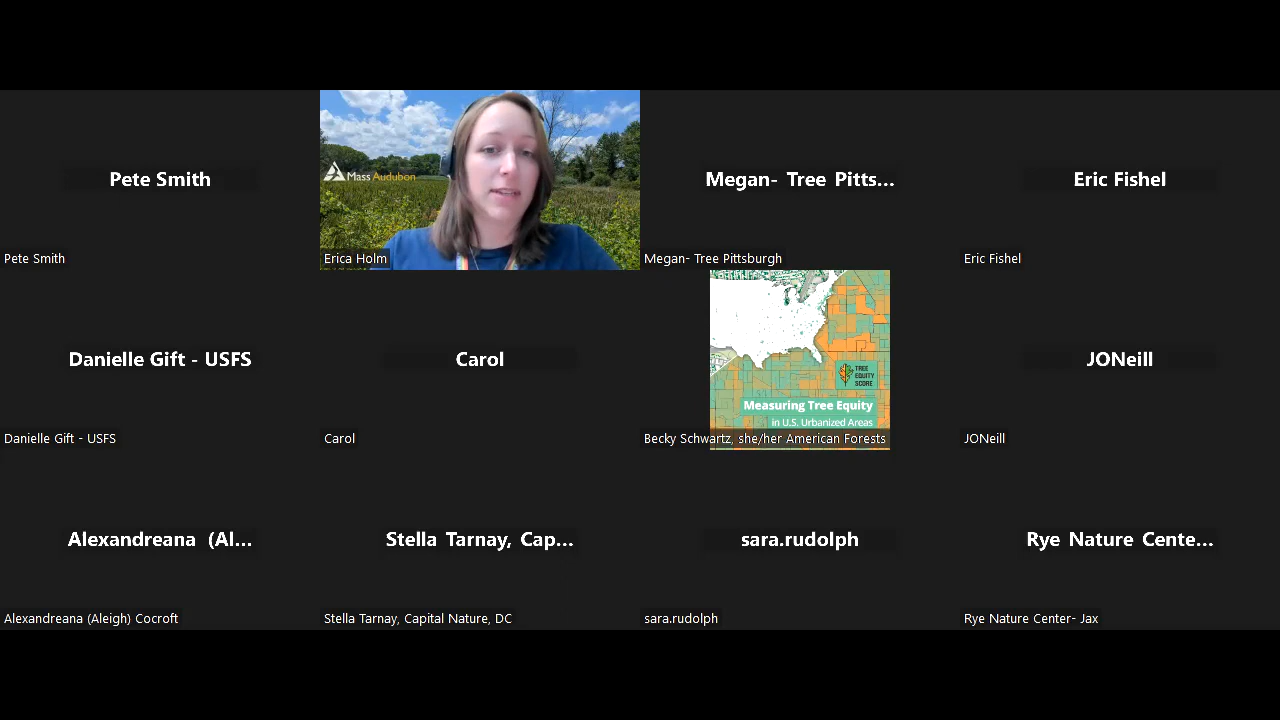 Pete Smith
Pete Smith
Mass Audubon
Erica Holm
Megan- Tree Pitts...
Megan- Tree Pittsburgh
Eric Fishel
Eric Fishel
Danielle Gift - USFS
Danielle Gift - USFS
Carol
Carol
TREE
EQUITY
SCORE
Measuring Tree Equity
in U.S. Urbanized Areas
Becky Schwartz, she/her American Forests
JONeill
JONeill
Alexandreana (Al...
Alexandreana (Aleigh) Cocroft
Stella Tarnay, Cap...
Stella Tarnay, Capital Nature, DC
sara.rudolph
sara.rudolph
Rye Nature Cente...
Rye Nature Center- Jax